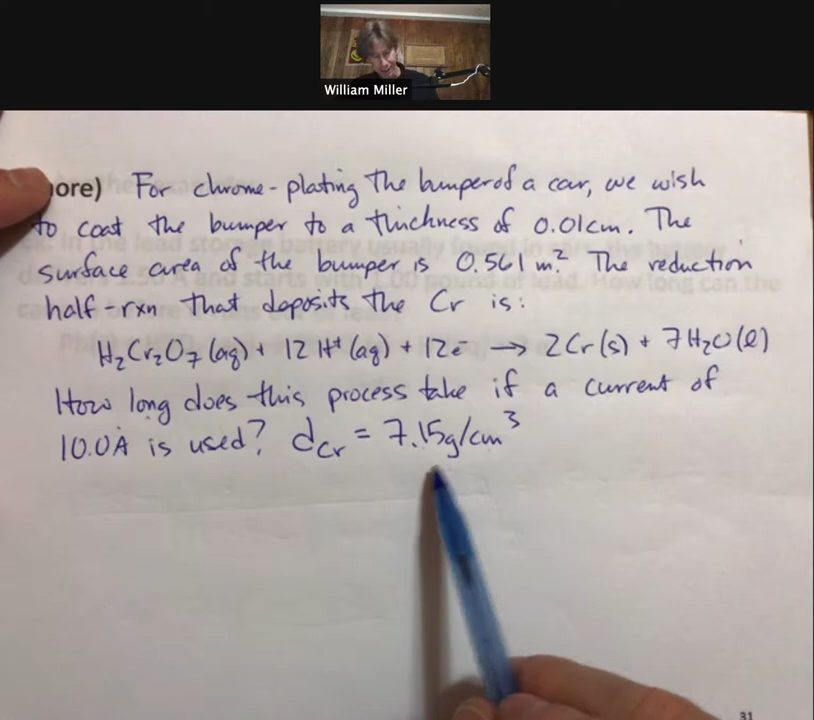 William Miller
ore) For chrome-plating the bumper of a car, we wish
to coat the bumper to a thickness of 0.01cm. The
surface area of the bumper is 0.561 m². The reduction
half-rxn that deposits the Cr is:
H₂Cr₂O₇(aq) + 12H⁺(aq) + 12e⁻ → 2Cr(s) + 7H₂O(l)
How long does this process take if a current of
10.0A is used? dCr = 7.15g/cm³
31